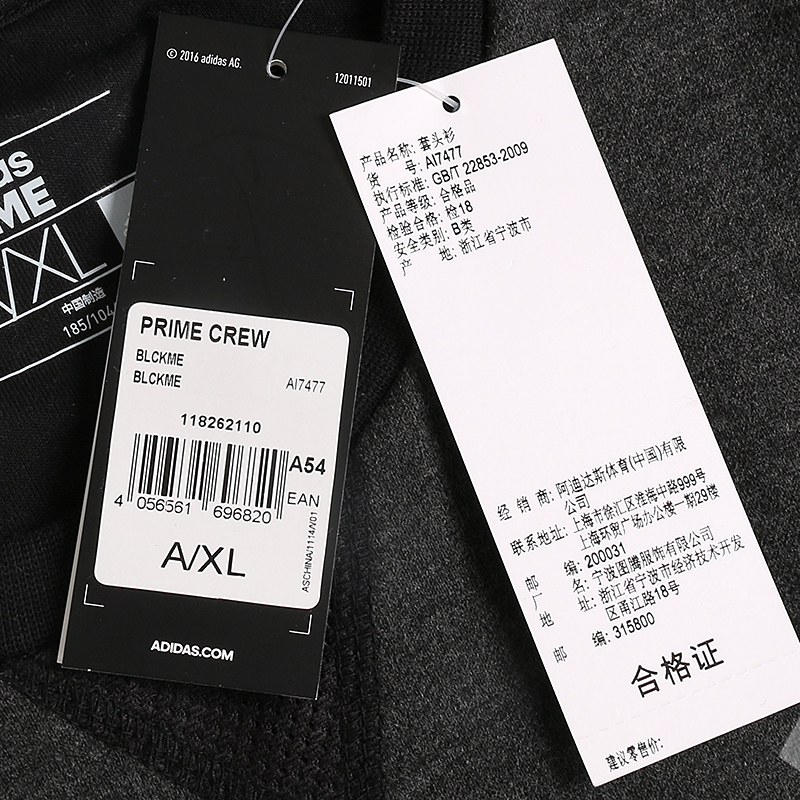 © 2016 adidas AG.
12011501
as
ME
/XL
中国制造
185/104
PRIME CREW
BLCKME
BLCKME
AI7477
118262110
A54
EAN
4 056561 696820
A/XL
ASCHINA/1114/V01
ADIDAS.COM
产品名称: 套头衫
货 号: AI7477
执行标准: GB/T 22853-2009
产品等级: 合格品
检验合格: 检18
安全类别: B类
产 地: 浙江省宁波市
经 销 商: 阿迪达斯体育(中国)有限
公司
联系地址: 上海市徐汇区淮海中路999号
上海环贸广场办公楼一期29楼
邮 编: 200031
厂 名: 宁波图腾服饰有限公司
地 址: 浙江省宁波市经济技术开发
区甬江路18号
邮 编: 315800
合格证
建议零售价: